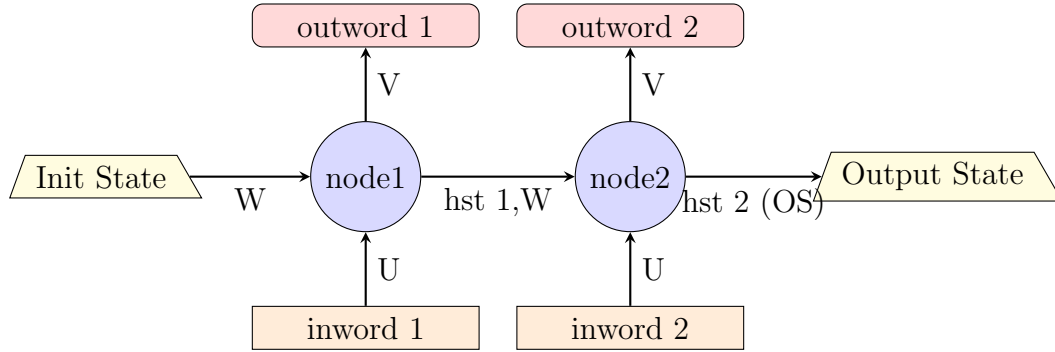 outword 1
outword 2
V
V
Init State
W
node1
hst 1,W
node2
hst 2 (OS)
Output State
U
U
inword 1
inword 2